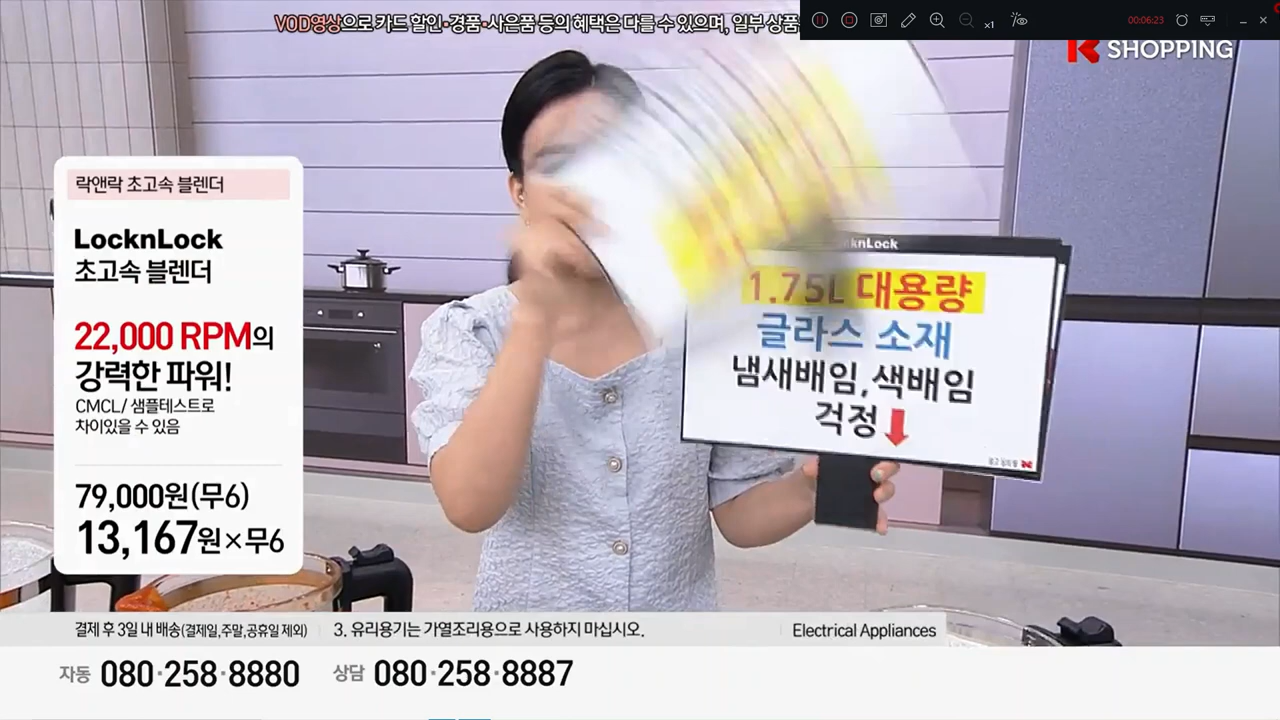 VOD영상으로 카드 할인·경품·사은품 등의 혜택은 다를 수 있으며, 일부 상품
×1
00:06:23
K SHOPPING
락앤락 초고속 블렌더
LocknLock
초고속 블렌더
22,000 RPM의
강력한 파워!
CMCL/ 샘플테스트로
차이있을 수 있음
79,000원(무6)
13,167원×무6
knLock
1.75L 대용량
글라스 소재
냄새배임,색배임
걱정
결제 후 3일 내 배송(결제일,주말,공휴일 제외)
3. 유리용기는 가열조리용으로 사용하지 마십시오.
Electrical Appliances
자동 080·258·8880
상담 080·258·8887